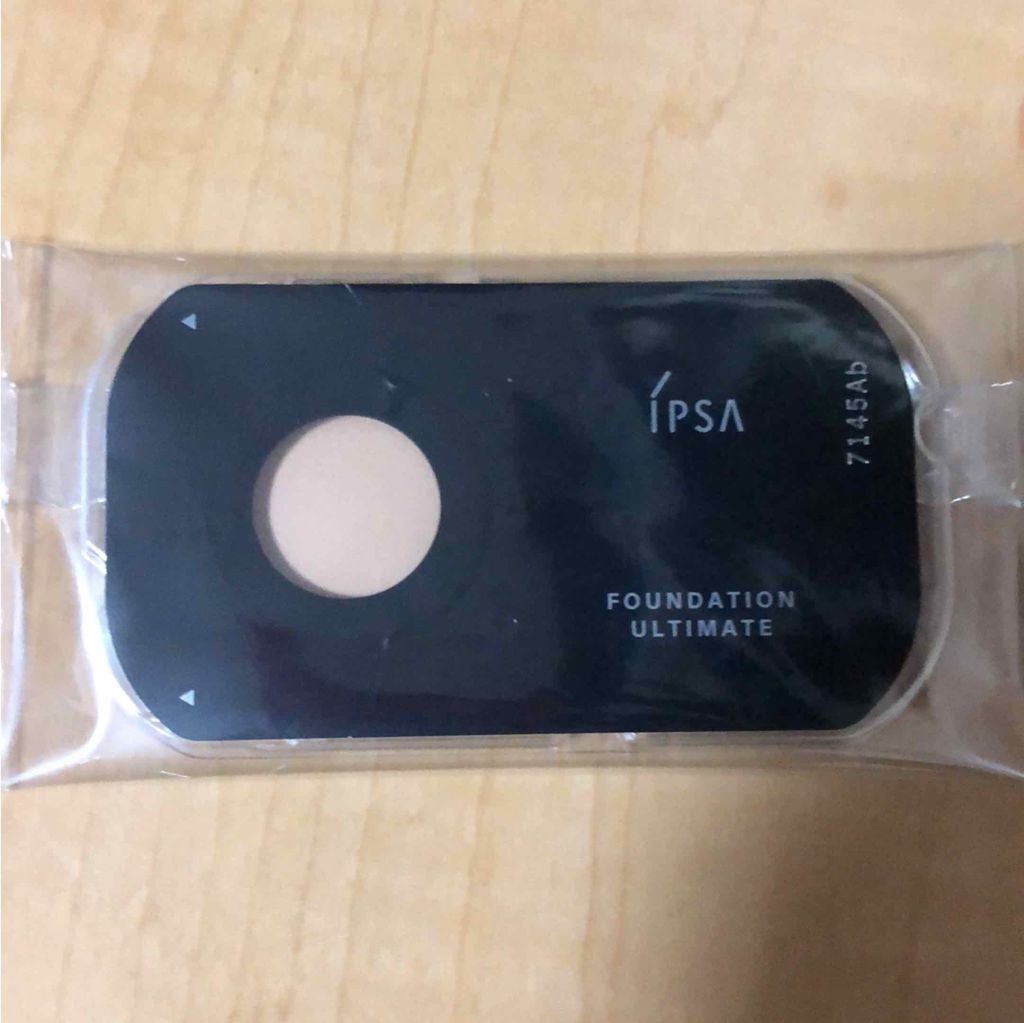 ÍPSA
7145Ab
FOUNDATION
ULTIMATE